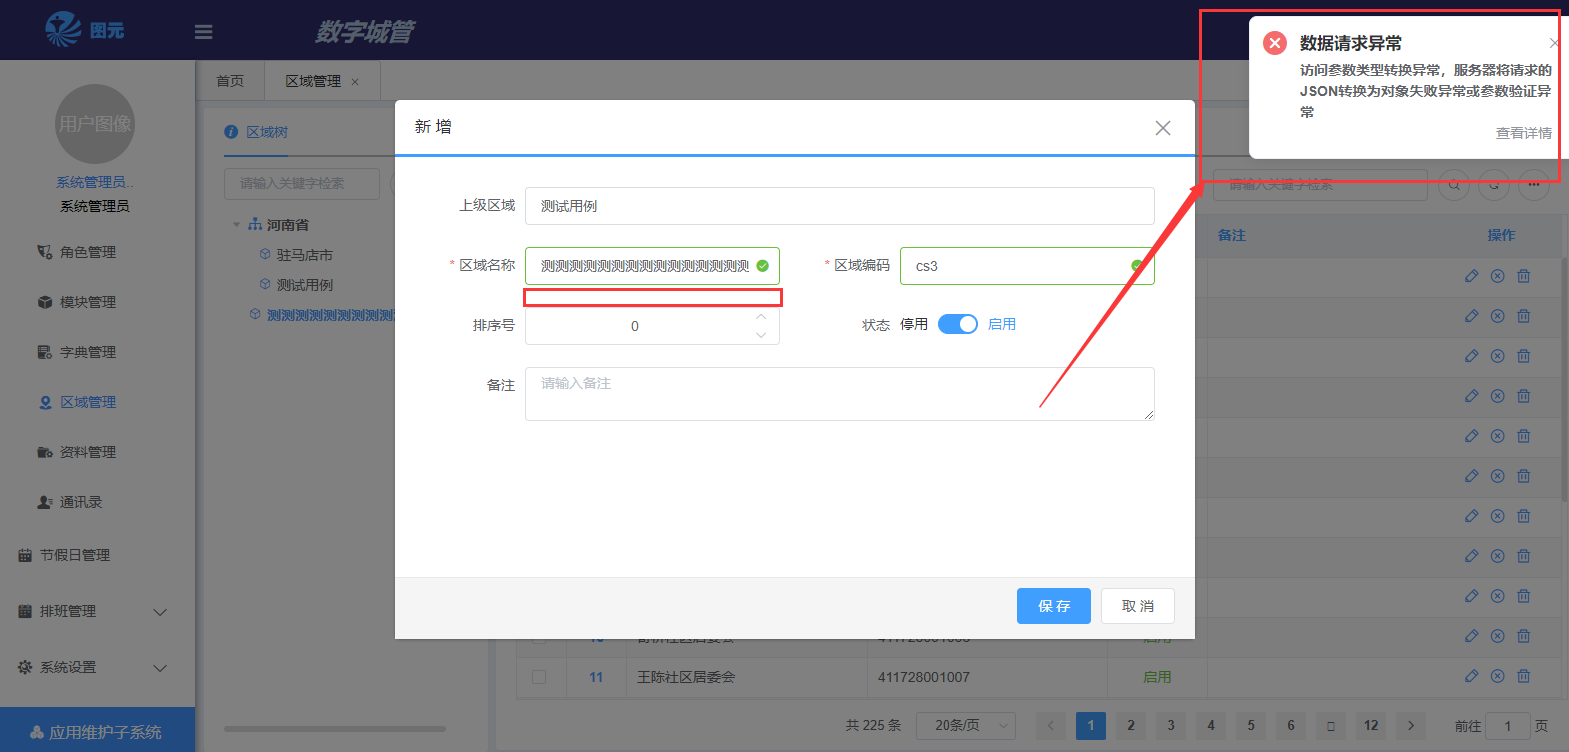 图元
数字城管
数据请求异常
访问参数类型转换异常，服务器将请求的
JSON转换为对象失败异常或参数验证异
常
查看详情
首页
区域管理 ×
用户图像
系统管理员..
系统管理员
角色管理
模块管理
字典管理
区域管理
资料管理
通讯录
节假日管理
排班管理
系统设置
应用维护子系统
区域树
请输入关键字检索
河南省
驻马店市
测试用例
测测测测测测测测测
新增
上级区域
测试用例
* 区域名称
测测测测测测测测测测测测测测测
* 区域编码
cs3
排序号
0
状态 停用 启用
备注
请输入备注
保存
取消
请输入关键字检索
备注
操作
11 王陈社区居委会 411728001007 启用
共 225 条
20条/页
1 2 3 4 5 6 12
前往 1 页